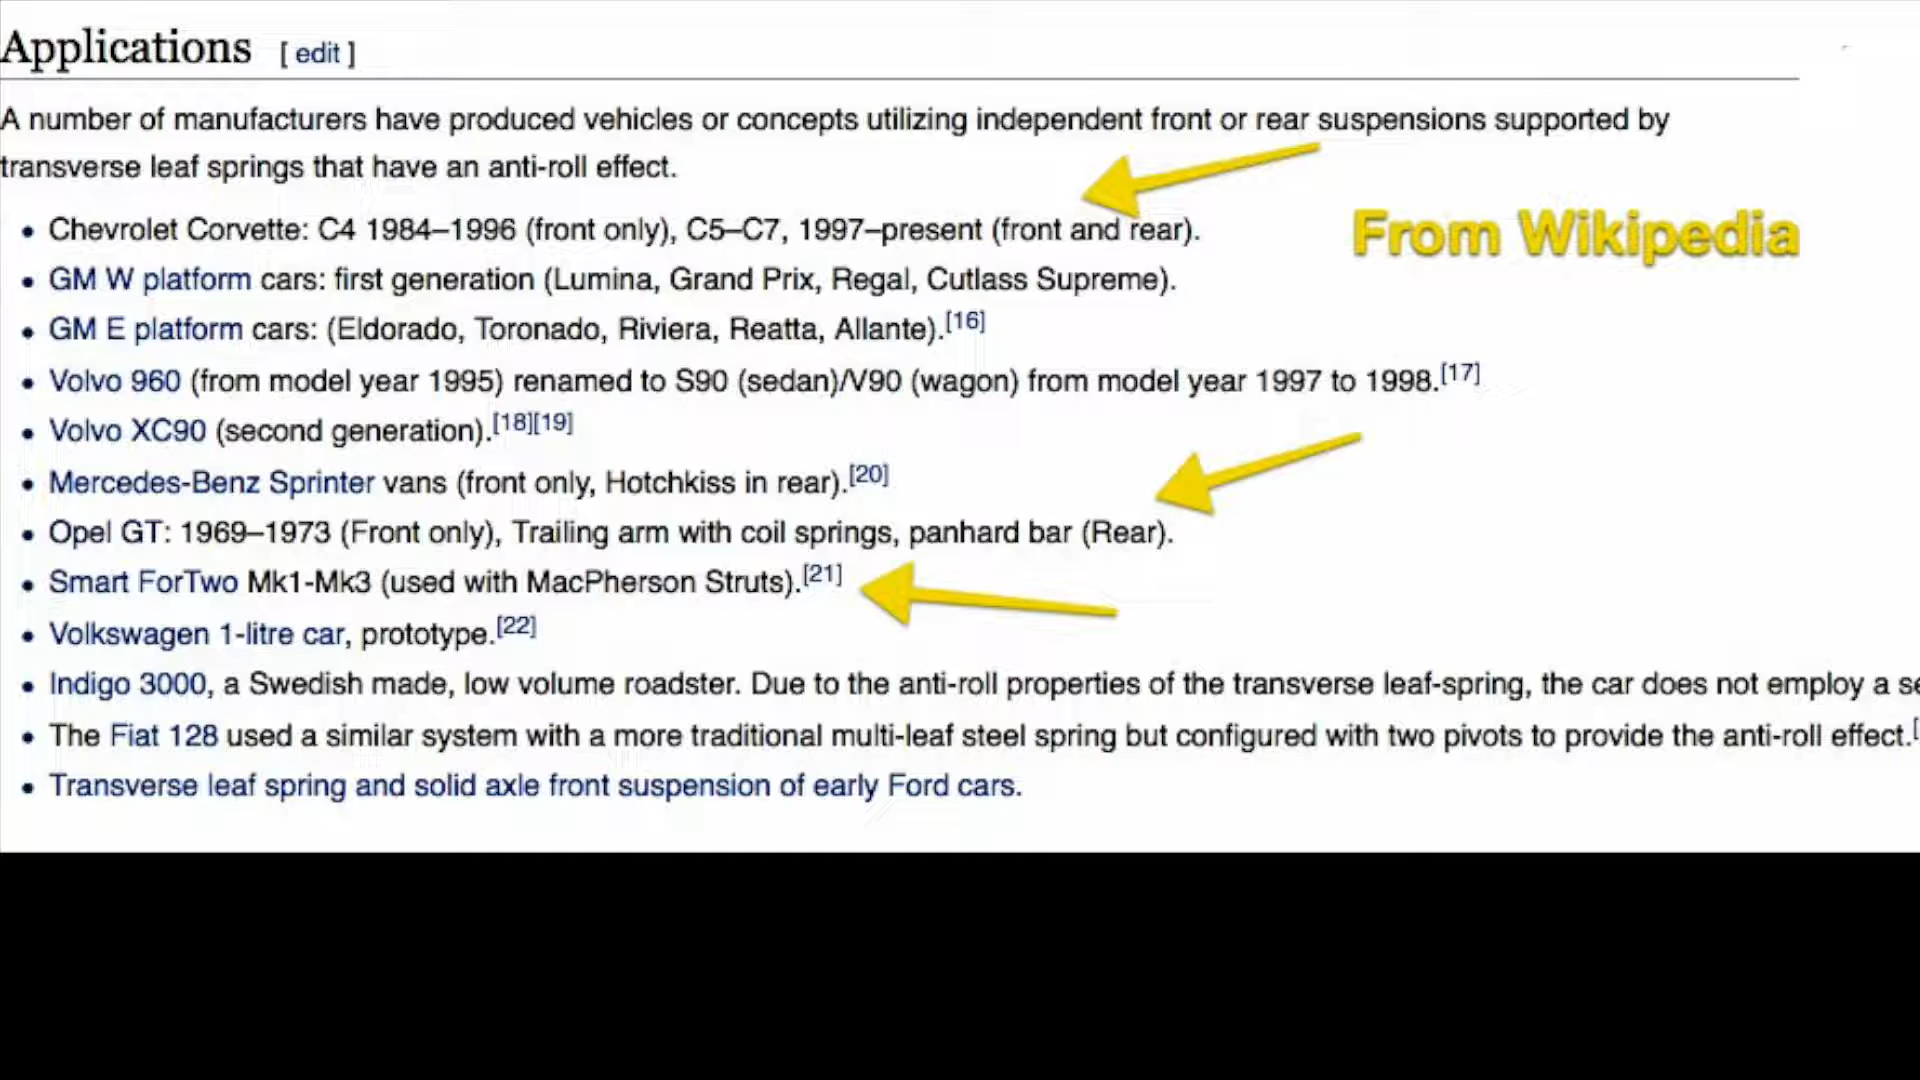 Applications [ edit ]
A number of manufacturers have produced vehicles or concepts utilizing independent front or rear suspensions supported by
transverse leaf springs that have an anti-roll effect.
• Chevrolet Corvette: C4 1984–1996 (front only), C5–C7, 1997–present (front and rear).
From Wikipedia
• GM W platform cars: first generation (Lumina, Grand Prix, Regal, Cutlass Supreme).
• GM E platform cars: (Eldorado, Toronado, Riviera, Reatta, Allante).[16]
• Volvo 960 (from model year 1995) renamed to S90 (sedan)/V90 (wagon) from model year 1997 to 1998.[17]
• Volvo XC90 (second generation).[18][19]
• Mercedes-Benz Sprinter vans (front only, Hotchkiss in rear).[20]
• Opel GT: 1969–1973 (Front only), Trailing arm with coil springs, panhard bar (Rear).
• Smart ForTwo Mk1-Mk3 (used with MacPherson Struts).[21]
• Volkswagen 1-litre car, prototype.[22]
• Indigo 3000, a Swedish made, low volume roadster. Due to the anti-roll properties of the transverse leaf-spring, the car does not employ a
• The Fiat 128 used a similar system with a more traditional multi-leaf steel spring but configured with two pivots to provide the anti-roll effect.[
• Transverse leaf spring and solid axle front suspension of early Ford cars.